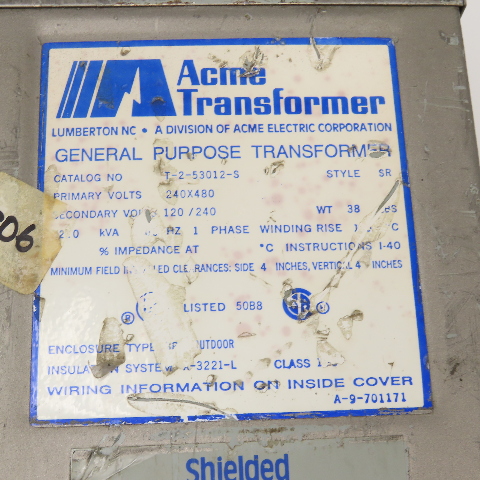 Acme
Transformer
LUMBERTON NC • A DIVISION OF ACME ELECTRIC CORPORATION
GENERAL PURPOSE TRANSFORMER
CATALOG NO T-2-53012-S STYLE SR
PRIMARY VOLTS 240X480
SECONDARY VOLTS 120/240 WT 38 LBS
kVA HZ 1 PHASE WINDING RISE °C
% IMPEDANCE AT °C INSTRUCTIONS I-40
MINIMUM FIELD CLEARANCES: SIDE 4 INCHES, VERTICAL 4 INCHES
LISTED 50B8
ENCLOSURE TYPE OUTDOOR
INSULATION SYSTEM -3221-L CLASS
WIRING INFORMATION ON INSIDE COVER
A-9-701171
Shielded